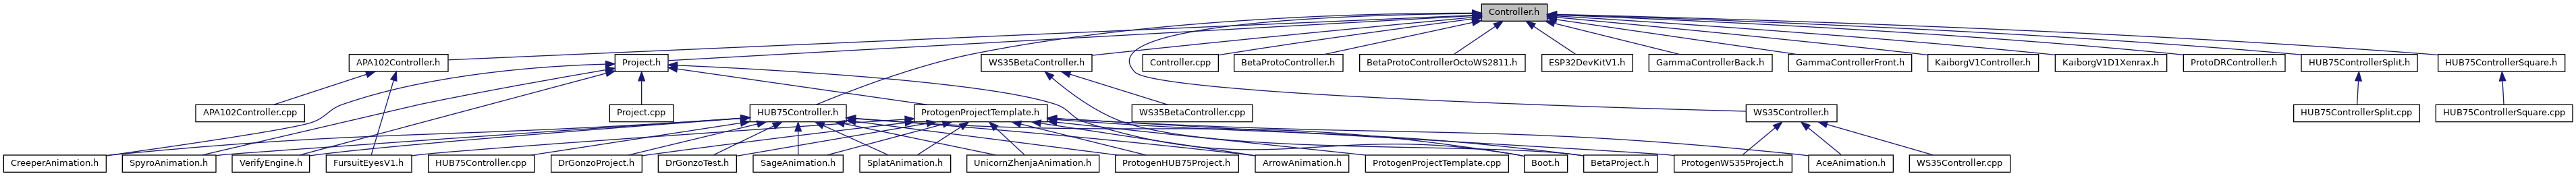 Controller.h
APA102Controller.h
Project.h
WS35BetaController.h
Controller.cpp
BetaProtoController.h
BetaProtoControllerOctoWS2811.h
ESP32DevKitV1.h
GammaControllerBack.h
GammaControllerFront.h
KaiborgV1Controller.h
KaiborgV1D1Xenrax.h
ProtoDRController.h
HUB75ControllerSplit.h
HUB75ControllerSquare.h
APA102Controller.cpp
Project.cpp
HUB75Controller.h
ProtogenProjectTemplate.h
WS35BetaController.cpp
WS35Controller.h
HUB75ControllerSplit.cpp
HUB75ControllerSquare.cpp
CreeperAnimation.h
SpyroAnimation.h
VerifyEngine.h
FursuitEyesV1.h
HUB75Controller.cpp
DrGonzoProject.h
DrGonzoTest.h
SageAnimation.h
SplatAnimation.h
UnicornZhenjaAnimation.h
ProtogenHUB75Project.h
ArrowAnimation.h
ProtogenProjectTemplate.cpp
Boot.h
BetaProject.h
ProtogenWS35Project.h
AceAnimation.h
WS35Controller.cpp